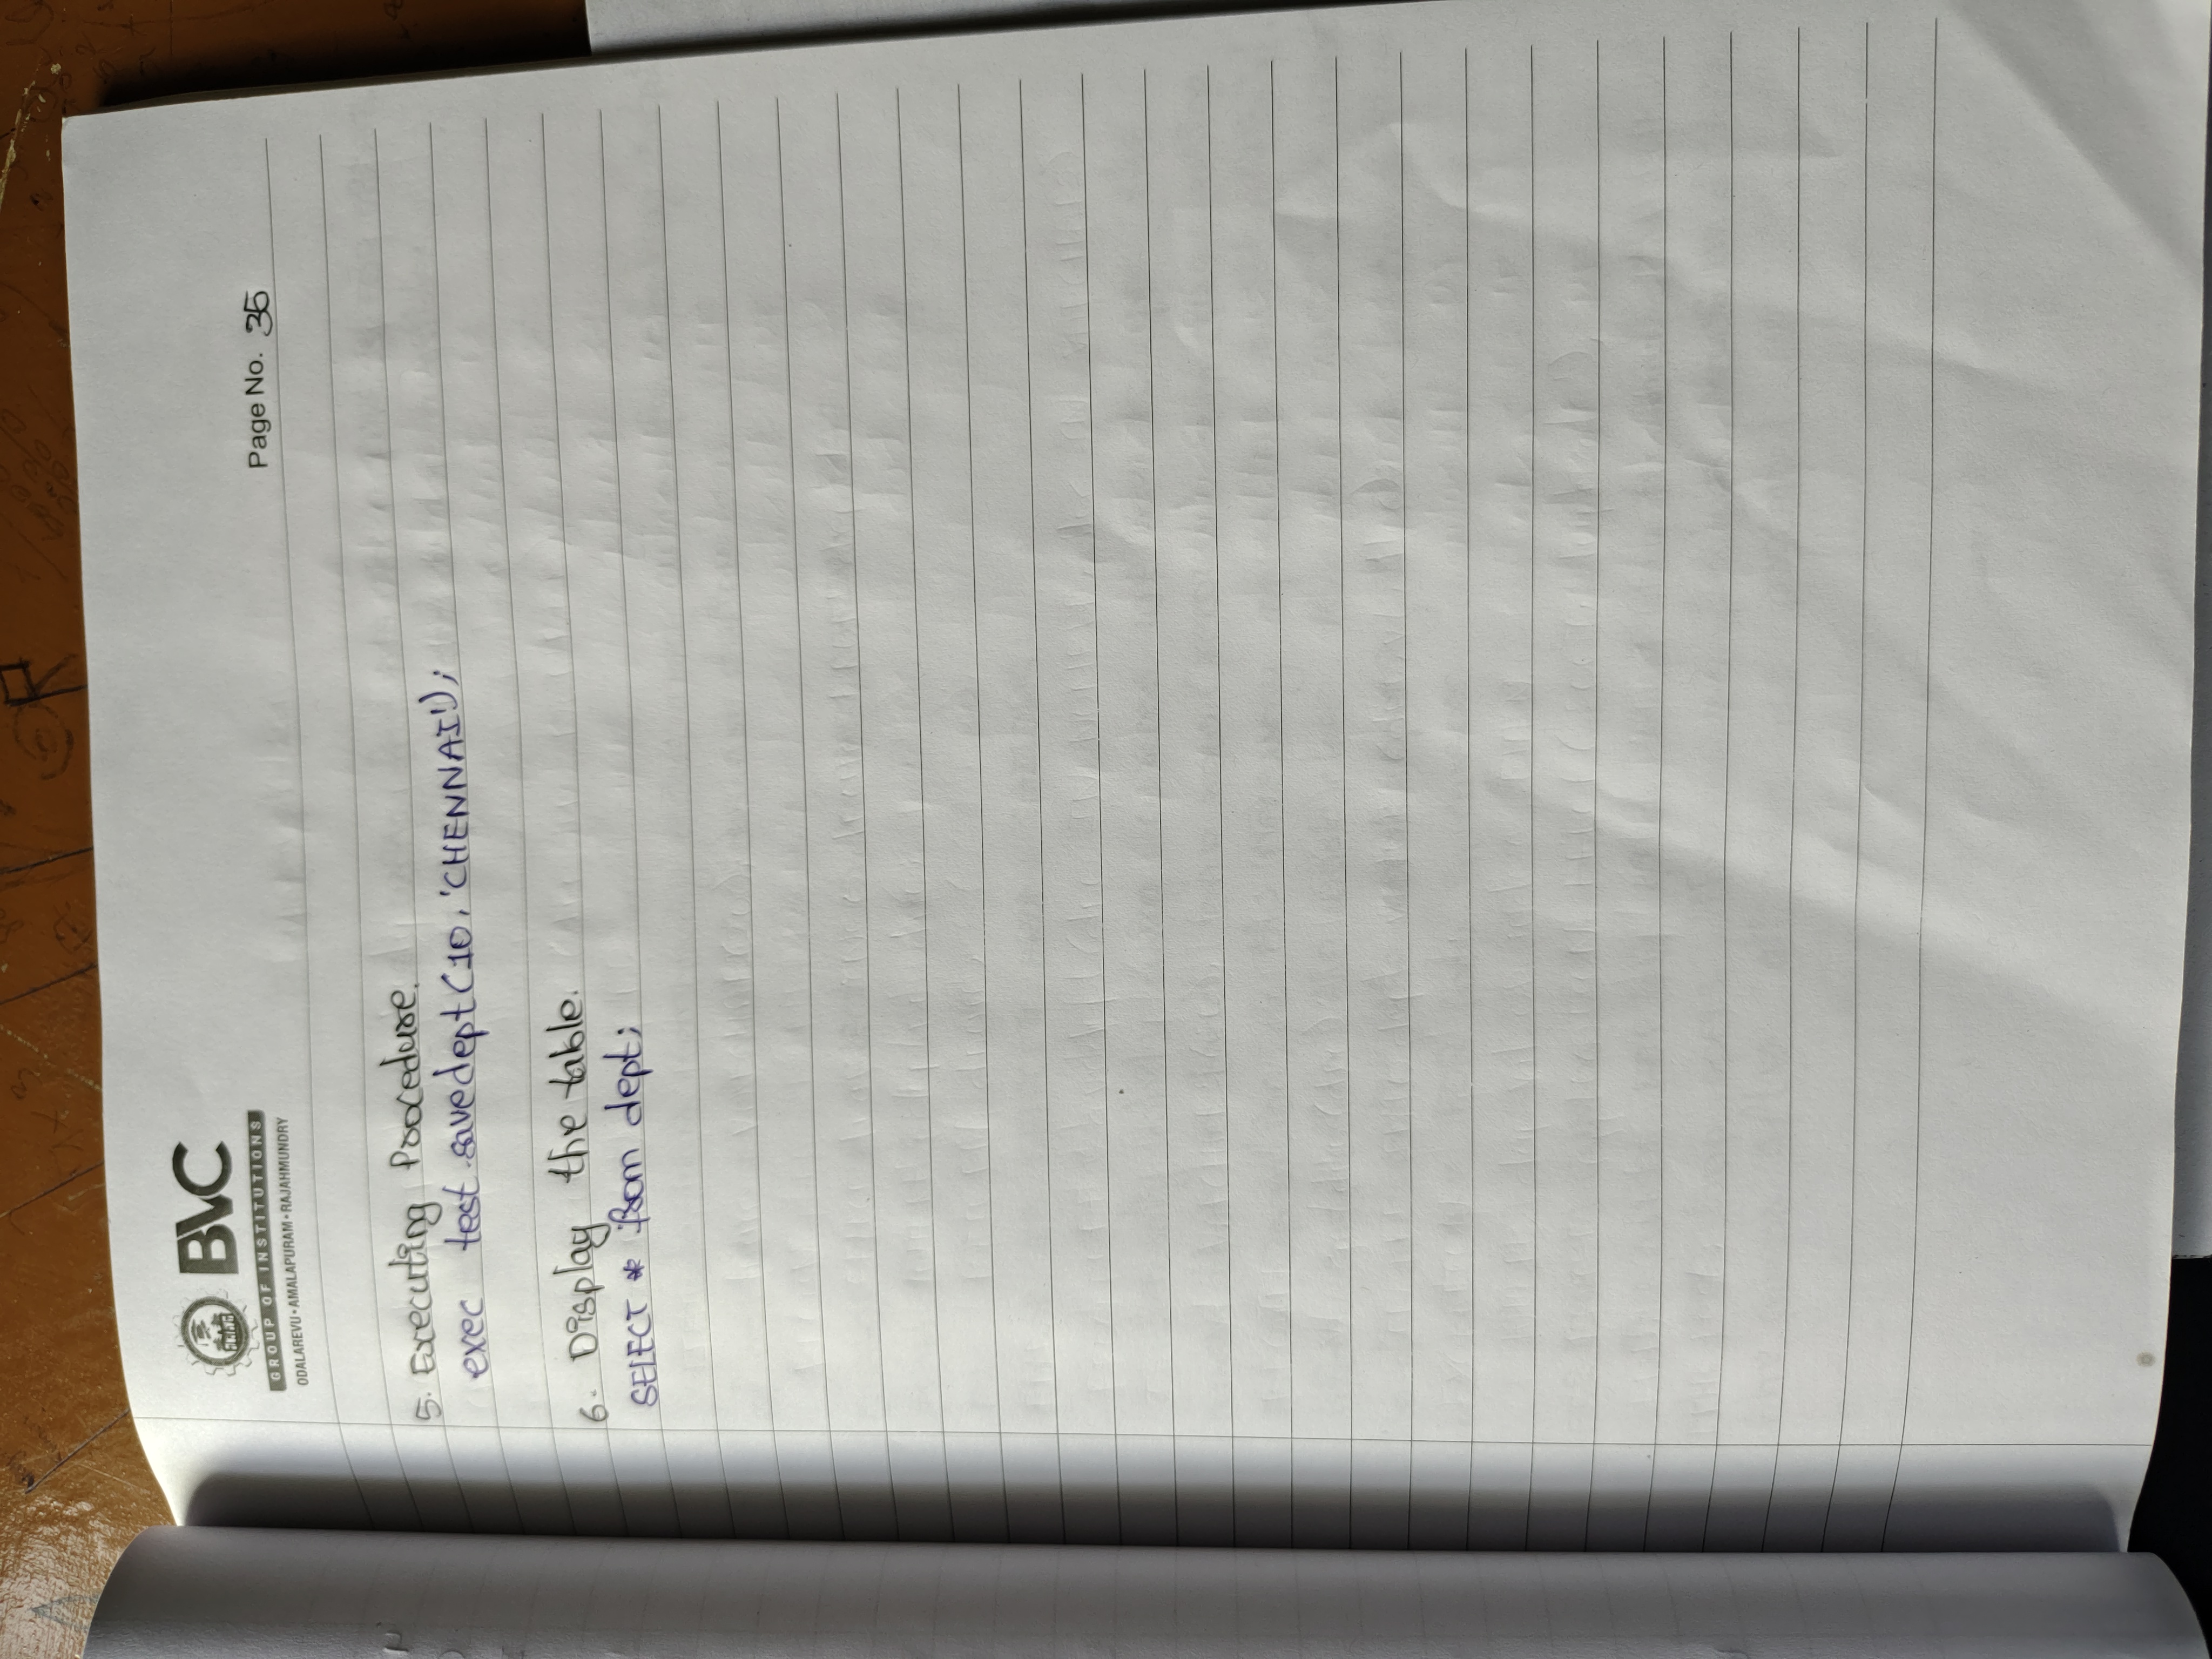 BVC
GROUP OF INSTITUTIONS
ODALAREVU • AMALAPURAM • RAJAHMUNDRY
Page No. 35
5. Executing Procedure.
exec test.savedept(10,'CHENNAI');
6. Display the table.
SELECT * from dept;